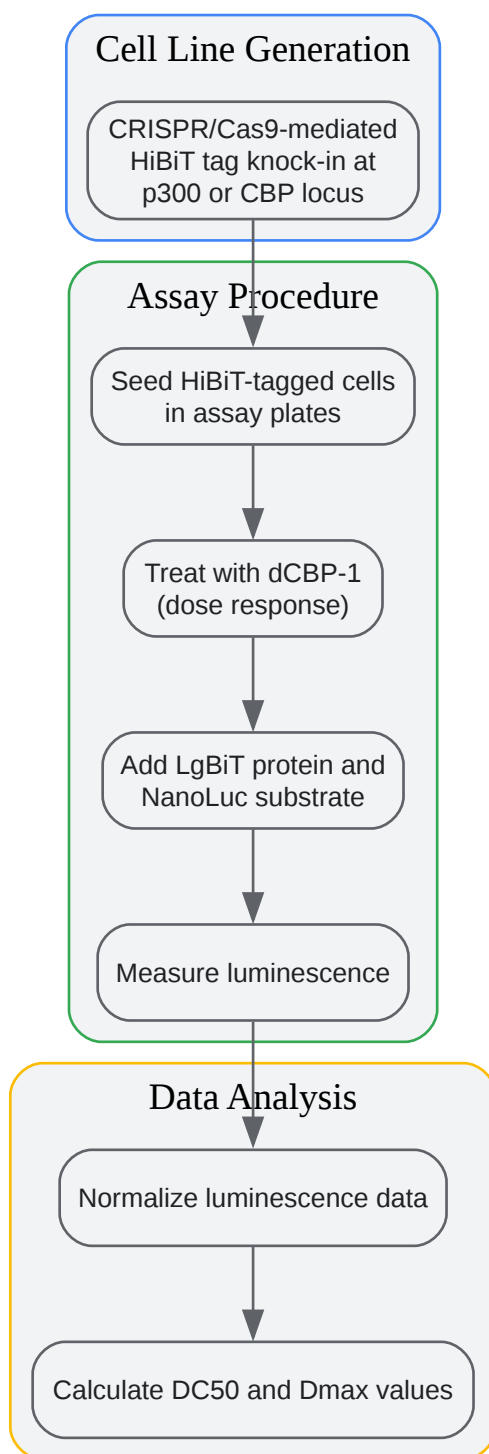 Cell Line Generation
CRISPR/Cas9-mediated
HiBiT tag knock-in at
p300 or CBP locus
Assay Procedure
Seed HiBiT-tagged cells
in assay plates
Treat with dCBP-1
(dose response)
Add LgBiT protein and
NanoLuc substrate
Measure luminescence
Data Analysis
Normalize luminescence data
Calculate DC50 and Dmax values